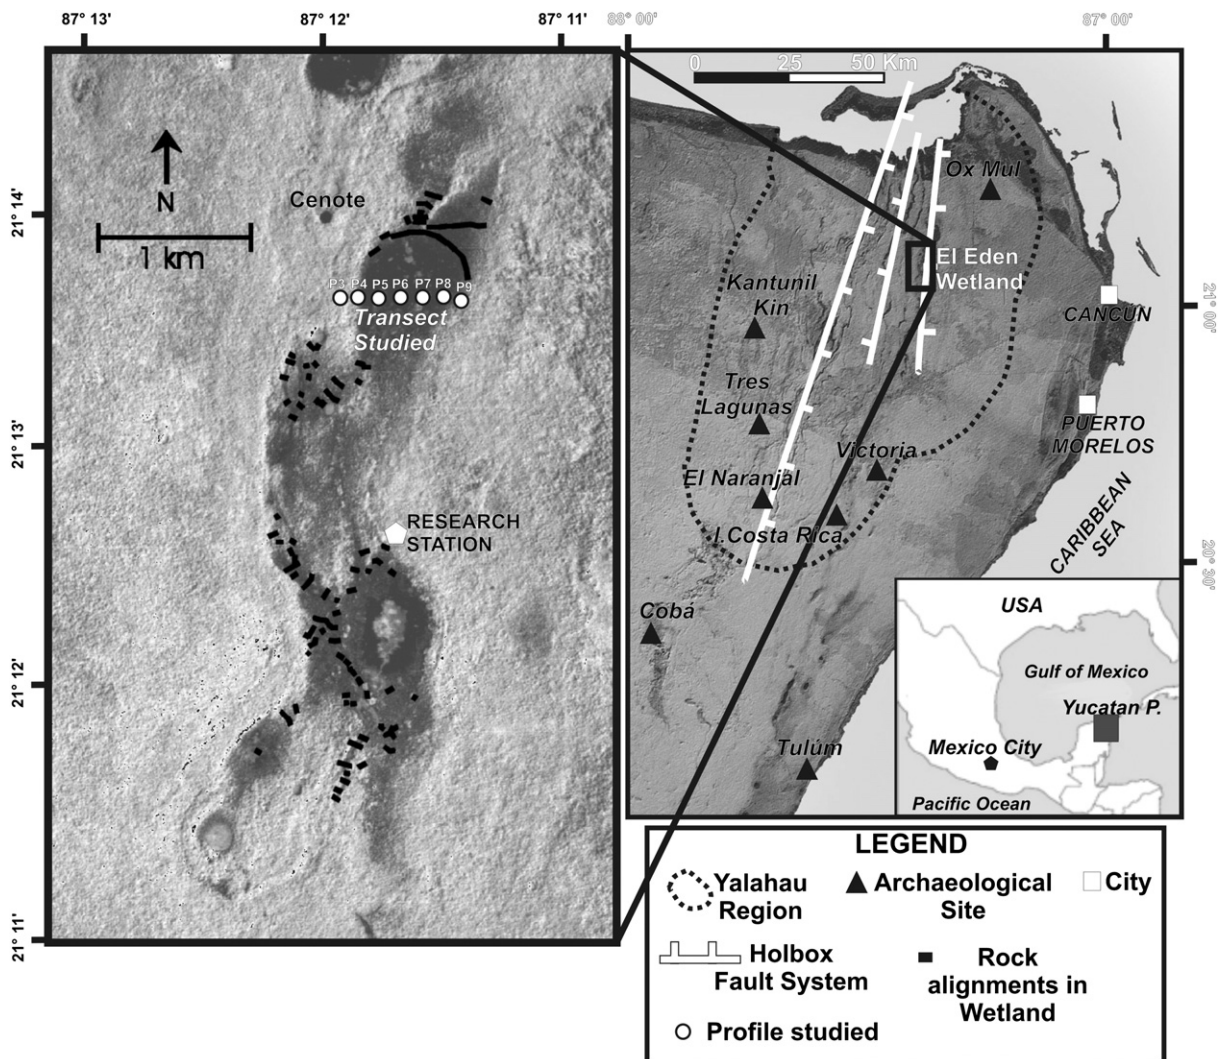 87° 13'
87° 12'
87° 11'
88° 00'
87° 00'
21° 14'
21° 13'
21° 12'
21° 11'
N
1 km
Cenote
P3 P4 P5 P6 P7 P8 P9
Transect
Studied
RESEARCH
STATION
0 25 50 Km
Ox Mul
El Eden
Wetland
Kantunil
Kin
CANCUN
Tres
Lagunas
PUERTO
MORELOS
Victoria
El Naranjal
I.Costa Rica
CARIBBEAN
SEA
Cobá
Tulúm
21° 00'
20° 30'
USA
Gulf of Mexico
Yucatan P.
Mexico City
Pacific Ocean
LEGEND
Yalahau
Region
Archaeological
Site
City
Holbox
Fault System
Rock
alignments in
Wetland
Profile studied